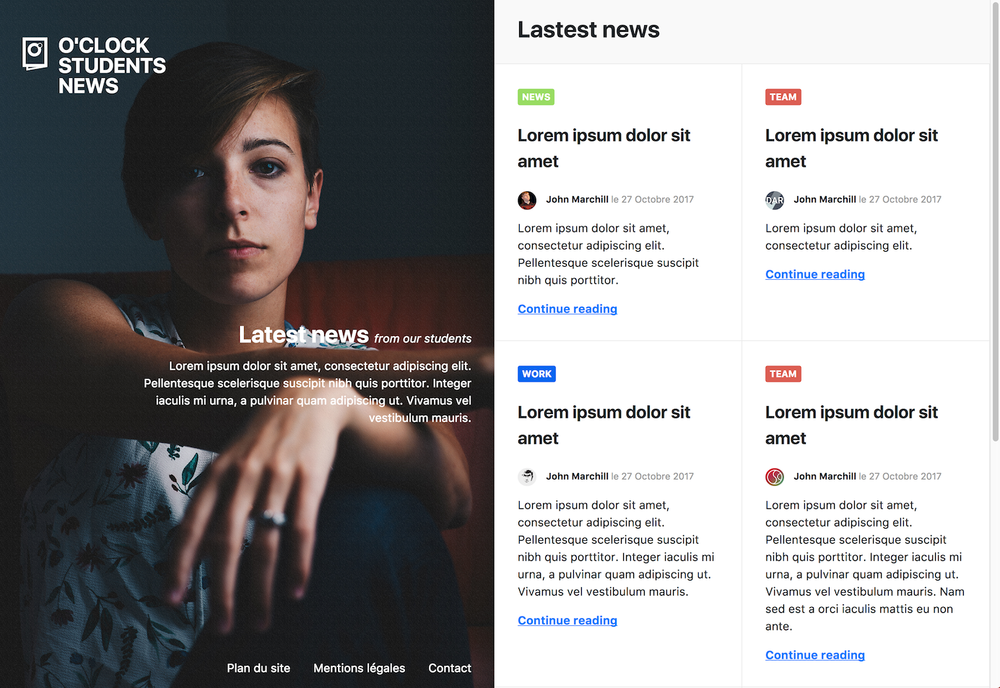 O'CLOCK
STUDENTS
NEWS
Latest news from our students
Lorem ipsum dolor sit amet, consectetur adipiscing elit.
Pellentesque scelerisque suscipit nibh quis porttitor. Integer
iaculis mi urna, a pulvinar quam adipiscing ut. Vivamus vel
vestibulum mauris.
Plan du site
Mentions légales
Contact
Lastest news
NEWS
Lorem ipsum dolor sit
amet
John Marchill le 27 Octobre 2017
Lorem ipsum dolor sit amet,
consectetur adipiscing elit.
Pellentesque scelerisque suscipit
nibh quis porttitor.
Continue reading
TEAM
Lorem ipsum dolor sit
amet
DAR
John Marchill le 27 Octobre 2017
Lorem ipsum dolor sit amet,
consectetur adipiscing elit.
Continue reading
WORK
Lorem ipsum dolor sit
amet
John Marchill le 27 Octobre 2017
Lorem ipsum dolor sit amet,
consectetur adipiscing elit.
Pellentesque scelerisque suscipit
nibh quis porttitor. Integer iaculis mi
urna, a pulvinar quam adipiscing ut.
Vivamus vel vestibulum mauris.
Continue reading
TEAM
Lorem ipsum dolor sit
amet
John Marchill le 27 Octobre 2017
Lorem ipsum dolor sit amet,
consectetur adipiscing elit.
Pellentesque scelerisque suscipit
nibh quis porttitor. Integer iaculis mi
urna, a pulvinar quam adipiscing ut.
Vivamus vel vestibulum mauris. Nam
sed est a orci iaculis mattis eu non
ante.
Continue reading